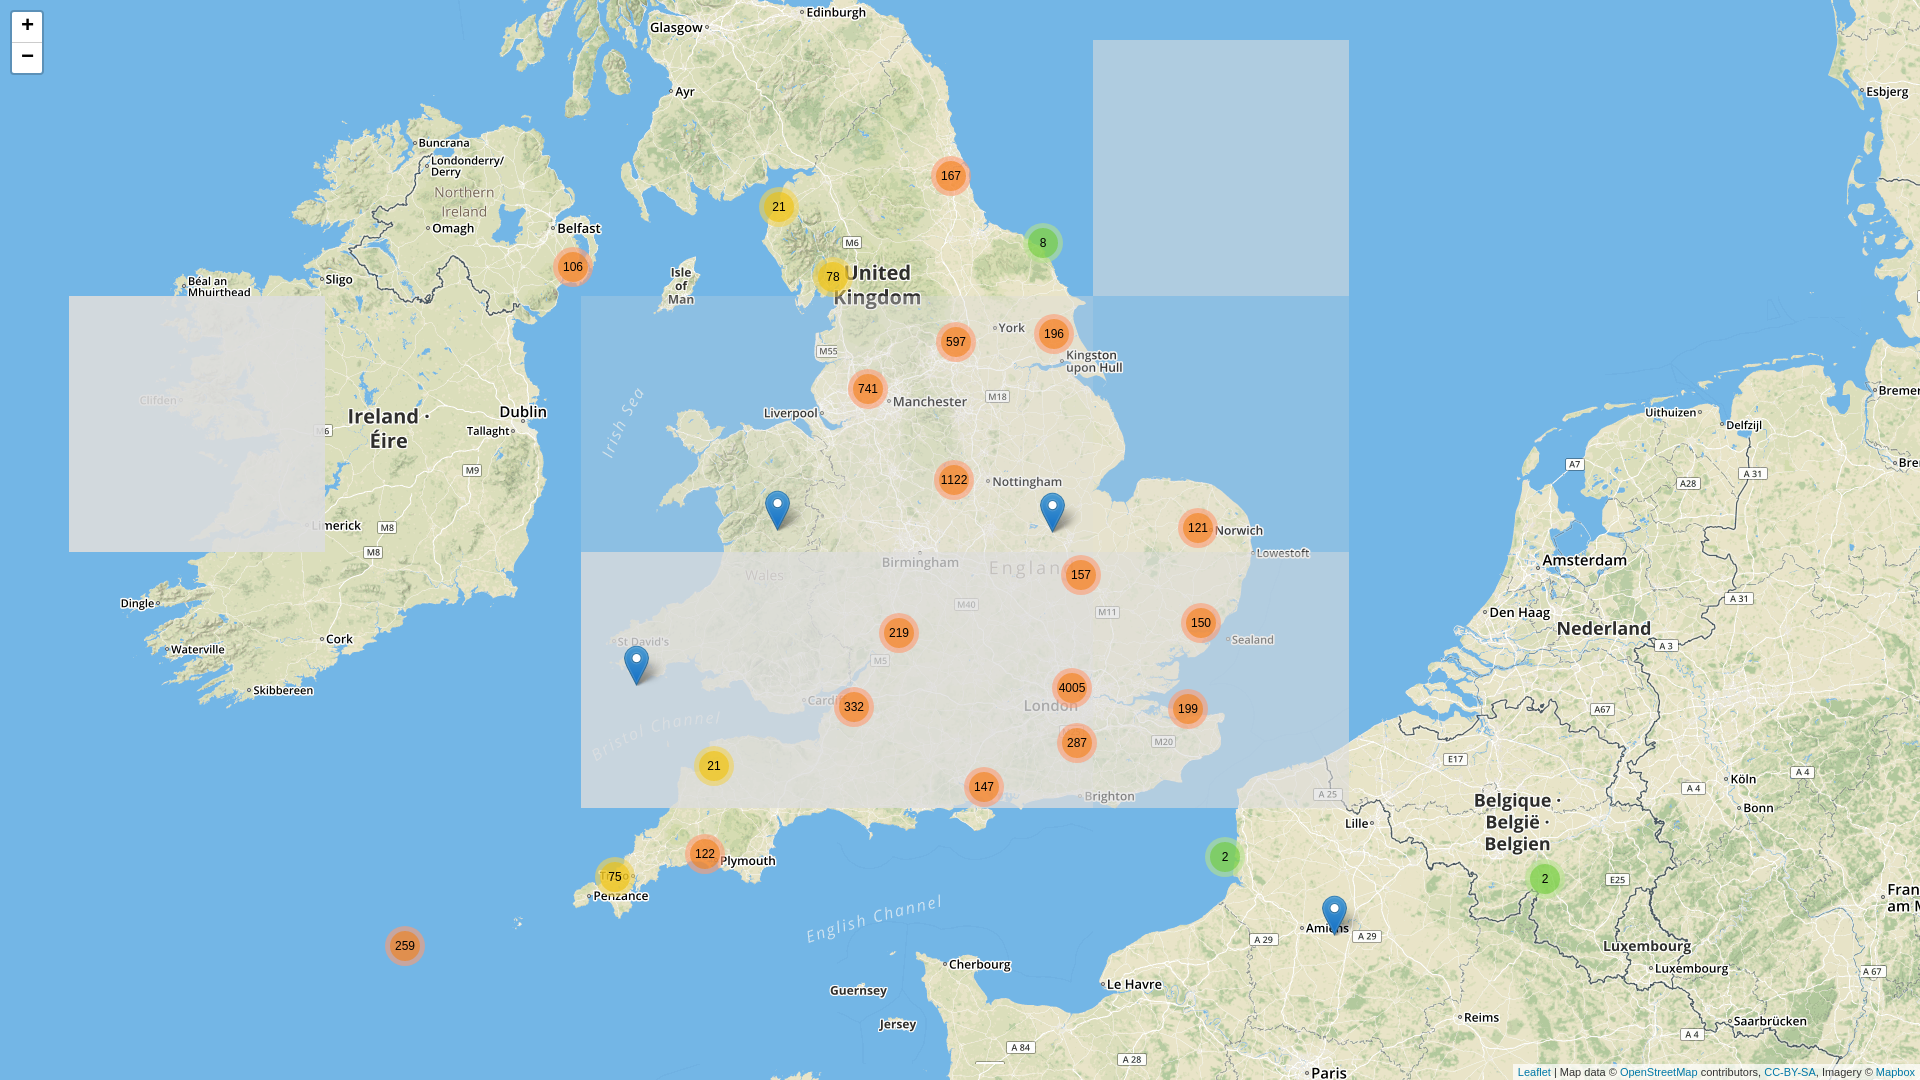 +
−
Edinburgh
Glasgow
Ayr
Esbjerg
Buncrana
Londonderry/
Derry
167
Northern
Ireland
21
Omagh
Belfast
M6
8
106
United
Kingdom
78
Isle
of
Man
Sligo
Béal an
Mhuirthead
York
196
597
M55
Kingston
upon Hull
741
Manchester
M18
Bremer
Clifden
Liverpool
Dublin
Uithuizen
Ireland ·
Éire
Tallaght
Irish Sea
Delfzijl
M9
A7
A 31
Bre
1122
Nottingham
A28
Limerick
M8
121
Norwich
M8
Lowestoft
Birmingham
England
Amsterdam
Wales
157
Dingle
M40
M11
A 31
Den Haag
150
Nederland
Cork
219
Sealand
St David's
Waterville
M5
A 3
Skibbereen
4005
Cardiff
332
London
199
A67
Bristol Channel
287
M20
E17
21
A 4
Köln
147
Brighton
A 25
A 4
Bonn
Belgique ·
België ·
Belgien
Lille
122
Plymouth
2
75
2
E25
Penzance
Fran
am M
English Channel
Amiens
A 29
A 29
259
Luxembourg
Cherbourg
Luxembourg
A 67
Le Havre
Guernsey
Reims
Saarbrücken
Jersey
A 4
A 84
A 28
Paris
Leaflet | Map data © OpenStreetMap contributors, CC-BY-SA, Imagery © Mapbox